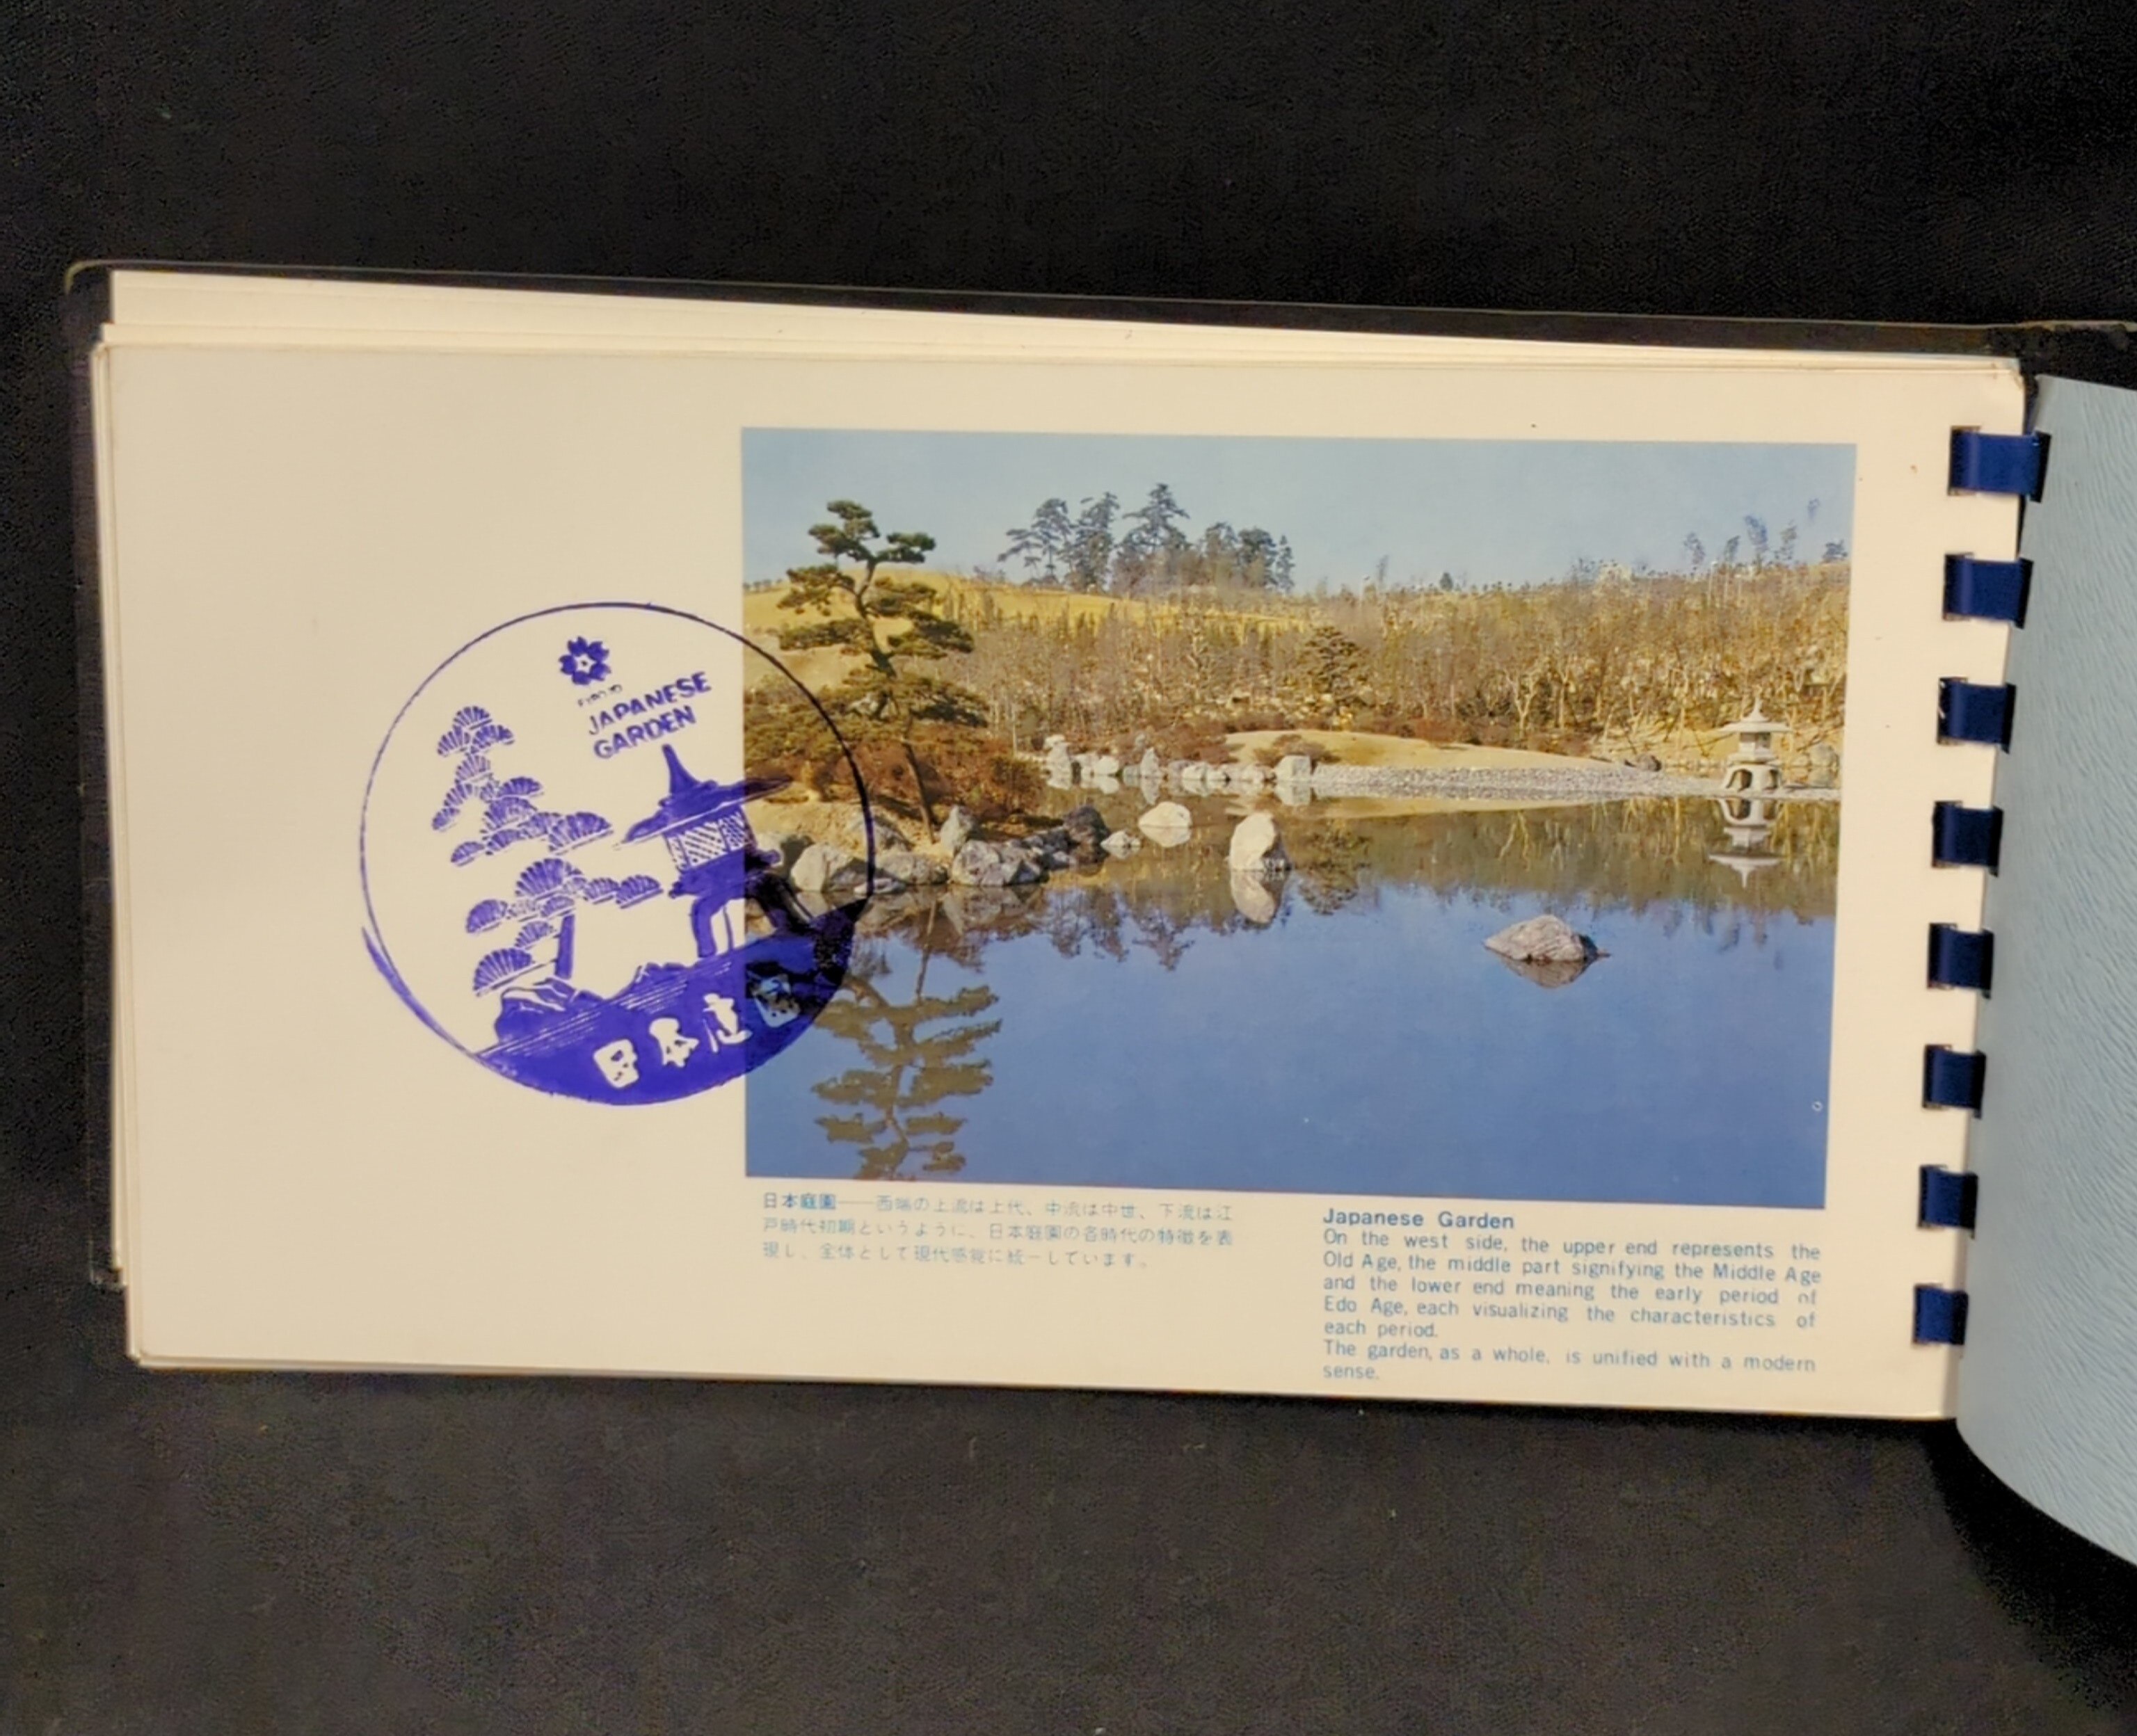 EXPO'70
JAPANESE
GARDEN
日本庭園
日本庭園——西端の上流は上代、中流は中世、下流は江
戸時代初期というように、日本庭園の各時代の特徴を表
現し、全体として現代感覚に統一しています。
Japanese Garden
On the west side, the upper end represents the
Old Age, the middle part signifying the Middle Age
and the lower end meaning the early period of
Edo Age, each visualizing the characteristics of
each period.
The garden, as a whole, is unified with a modern
sense.